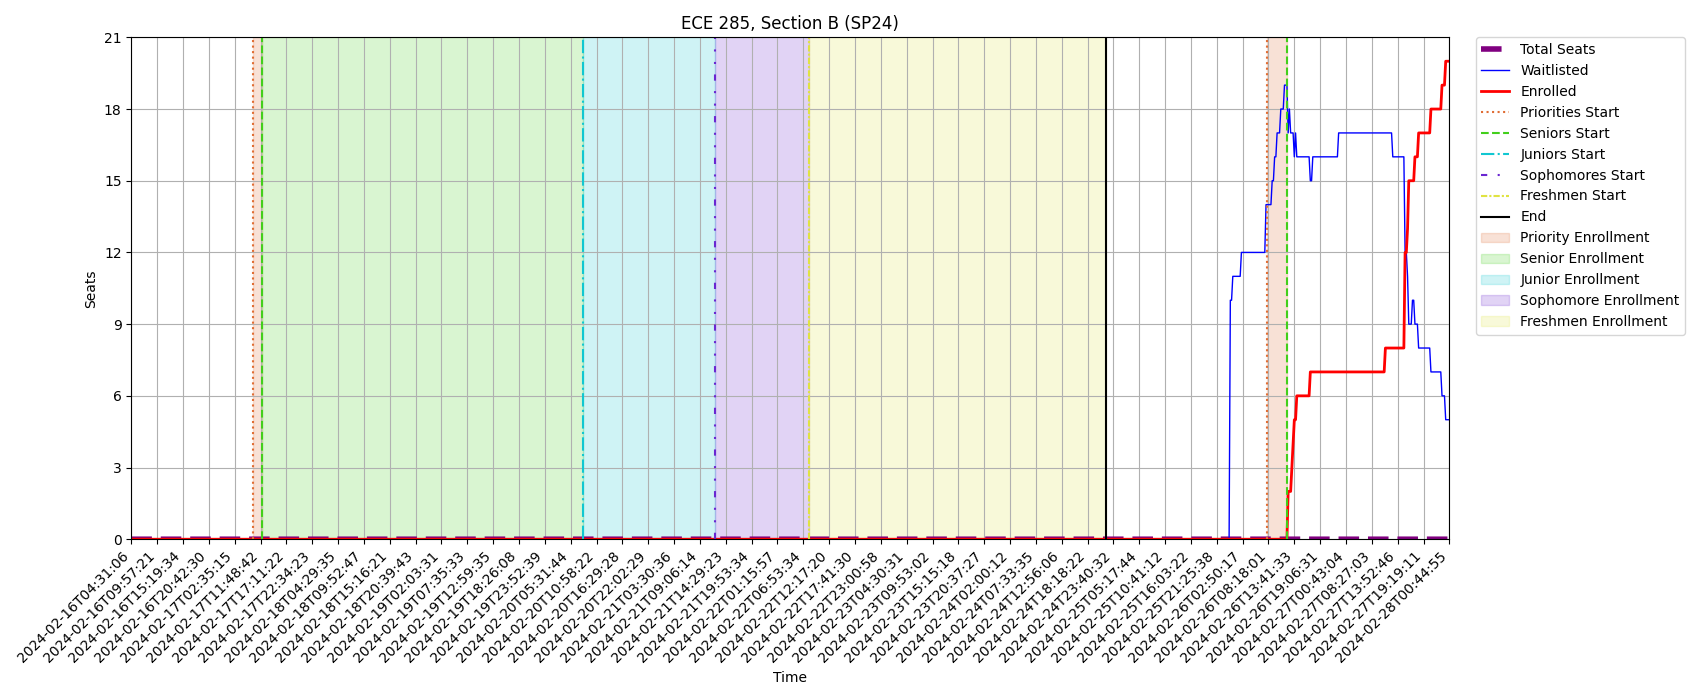 ECE 285, Section B (SP24)
21
18
15
12
9
6
3
0
Seats
2024-02-16T04:31:06
2024-02-16T09:57:21
2024-02-16T15:19:34
2024-02-16T20:42:30
2024-02-17T02:35:15
2024-02-17T11:48:42
2024-02-17T17:11:22
2024-02-17T22:34:23
2024-02-18T04:29:35
2024-02-18T09:52:47
2024-02-18T15:16:21
2024-02-18T20:39:43
2024-02-19T02:03:31
2024-02-19T07:35:33
2024-02-19T12:59:35
2024-02-19T18:26:08
2024-02-19T23:52:39
2024-02-20T05:31:44
2024-02-20T10:58:22
2024-02-20T16:29:28
2024-02-20T22:02:29
2024-02-21T03:30:36
2024-02-21T09:06:14
2024-02-21T14:29:23
2024-02-21T19:53:34
2024-02-22T01:15:57
2024-02-22T06:53:34
2024-02-22T12:17:20
2024-02-22T17:41:30
2024-02-22T23:00:58
2024-02-23T04:30:31
2024-02-23T09:53:02
2024-02-23T15:15:18
2024-02-23T20:37:27
2024-02-24T02:00:12
2024-02-24T07:33:35
2024-02-24T12:56:06
2024-02-24T18:18:22
2024-02-24T23:40:32
2024-02-25T05:17:44
2024-02-25T10:41:12
2024-02-25T16:03:22
2024-02-25T21:25:38
2024-02-26T02:50:17
2024-02-26T08:18:01
2024-02-26T13:41:33
2024-02-26T19:06:31
2024-02-27T00:43:04
2024-02-27T08:27:03
2024-02-27T13:52:46
2024-02-27T19:19:11
2024-02-28T00:44:55
Time
Total Seats
Waitlisted
Enrolled
Priorities Start
Seniors Start
Juniors Start
Sophomores Start
Freshmen Start
End
Priority Enrollment
Senior Enrollment
Junior Enrollment
Sophomore Enrollment
Freshmen Enrollment